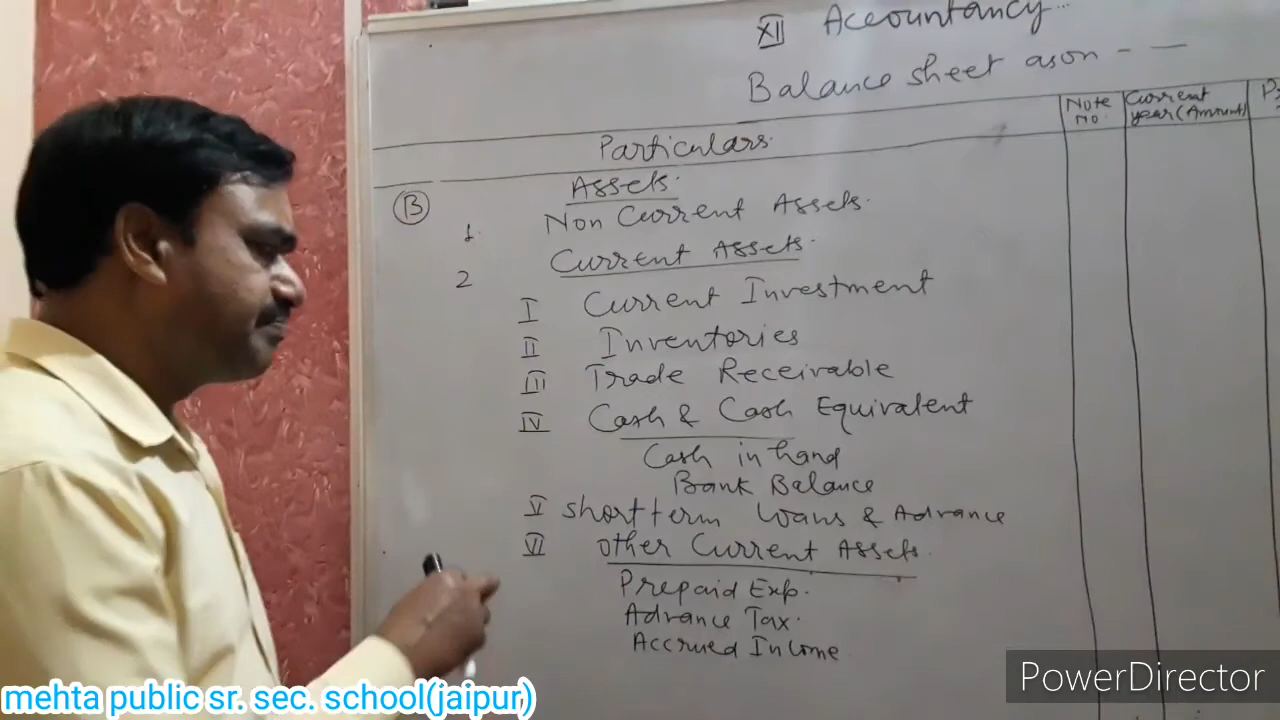 XII Accountancy...
Balance sheet as on - —
Particulars. Note No. Current year (Amount)
B Assets.
1. Non Current Assets.
2 Current Assets.
I Current Investment
II Inventories
III Trade Receivable
IV Cash & Cash Equivalent
Cash in hand
Bank Balance
V Short term Loans & Advance
VI Other Current Assets.
Prepaid Exp.
Advance Tax.
Accrued Income
PowerDirector
mehta public sr. sec. school(jaipur)